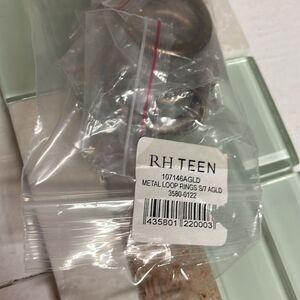 RH TEEN
107146AGLD
METAL LOOP RINGS S/7 AGLD
3580-0122
435801 220003